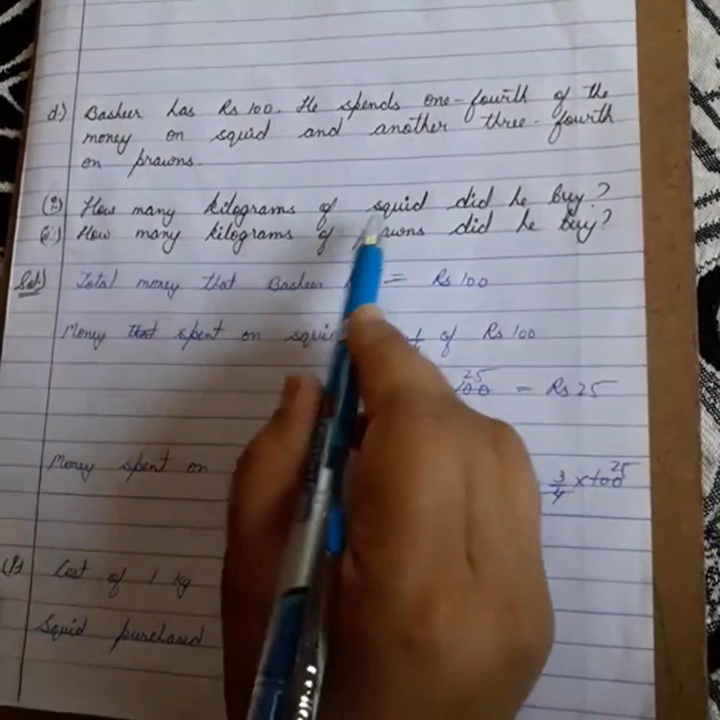 d) Basheer has Rs 100. He spends one-fourth of the
money on squid and another three-fourth
on prawns.
How many kilograms of squid did he buy?
How many kilograms of did he buy?
Sol:) Total money that Basheer = Rs 100
Money that spent on of Rs 100
25
100 = Rs 25
Money spent on 3/4 x 100 25
Cost of 1 kg
Squid purchased